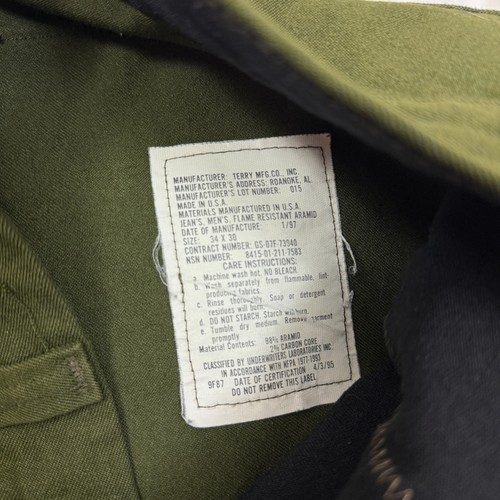 MANUFACTURER: TERRY MFG.CO., INC.
MANUFACTURER'S ADDRESS: ROANOKE, AL
MANUFACTURER'S LOT NUMBER: 015
MADE IN U.S.A.
MATERIALS MANUFACTURED IN U.S.A.
JEAN'S, MEN'S, FLAME RESISTANT ARAMID
DATE OF MANUFACTURE: 1/97
SIZE: 34 X 30
CONTRACT NUMBER: GS-07F-73940
NSN NUMBER: 8415-01-211-7583
CARE INSTRUCTIONS:
a. Machine wash hot. NO BLEACH.
b. Wash separately from flammable, lint
producing fabrics.
c. Rinse thoroughly. Soap or detergent
residues will burn.
d. DO NOT STARCH. Starch will burn.
e. Tumble dry medium. Remove garment
promptly.
Material Contents: 98% ARAMID
2% CARBON CORE
CLASSIFIED BY UNDERWRITERS LABORATORIES INC
IN ACCORDANCE WITH NFPA 1977-1993
9F87 DATE OF CERTIFICATION 4/3/95
DO NOT REMOVE THIS LABEL